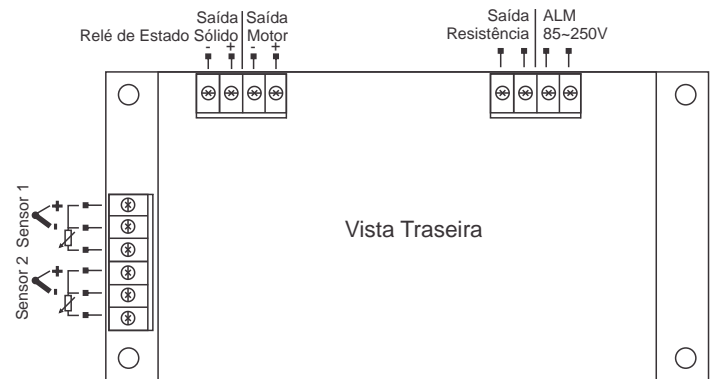 Saída
Relé de Estado Sólido
- +
Saída
Motor
- +
Saída
Resistência
ALM
85~250V
Sensor 1
+
-
Sensor 2
+
-
Vista Traseira